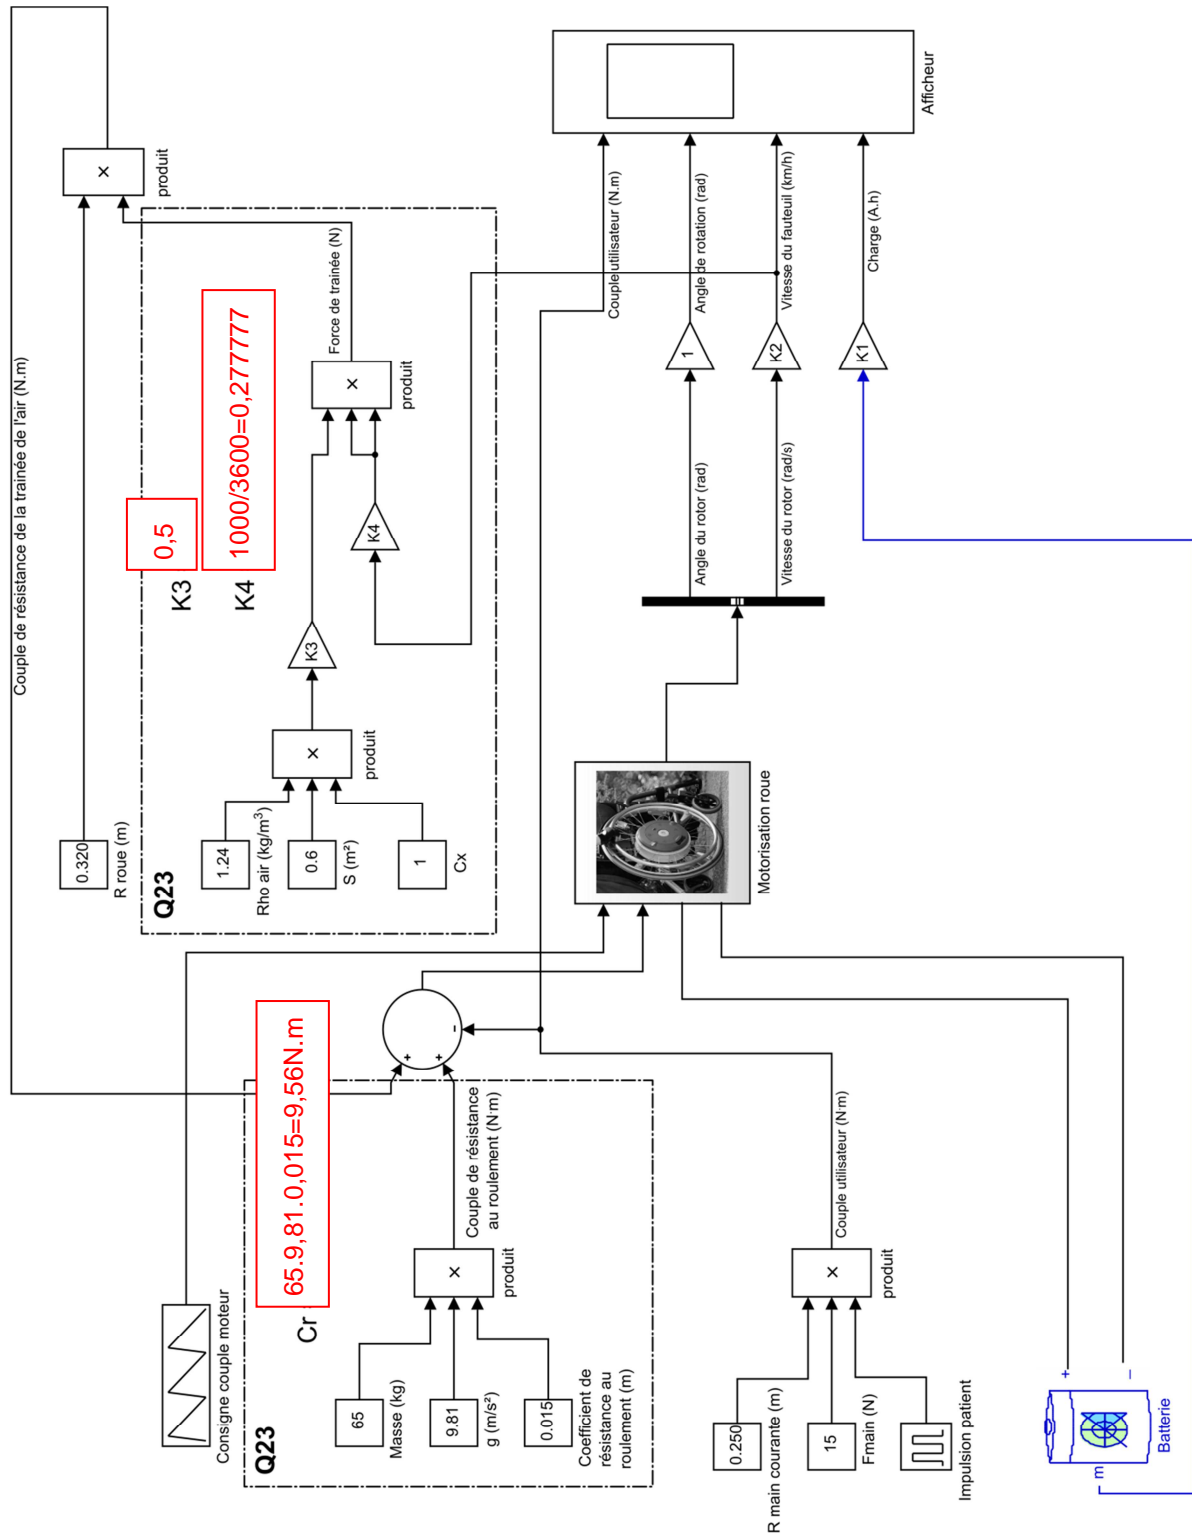 Couple de résistance de la trainée de l'air (N.m)
0.320
R roue (m)
×
produit
Q23
1.24
Rho air (kg/m³)
0.6
S (m²)
1
Cx
×
produit
K3
K3
0,5
K4
1000/3600=0,277777
K4
×
produit
Force de trainée (N)
Consigne couple moteur
Q23
Cr
65.9,81.0,015=9,56N.m
65
Masse (kg)
9.81
g (m/s²)
0.015
Coefficient de
résistance au
roulement (m)
×
produit
Couple de résistance
au roulement (N·m)
+
+
-
Motorisation roue
Angle du rotor (rad)
Vitesse du rotor (rad/s)
1
K2
K1
Coupleutilisateur (N.m)
Angle de rotation (rad)
Vitesse du fauteuil (km/h)
Charge (A.h)
Afficheur
0.250
R main courante (m)
15
Fmain (N)
Impulsion patient
×
produit
Couple utilisateur (N·m)
m
+
–
Batterie